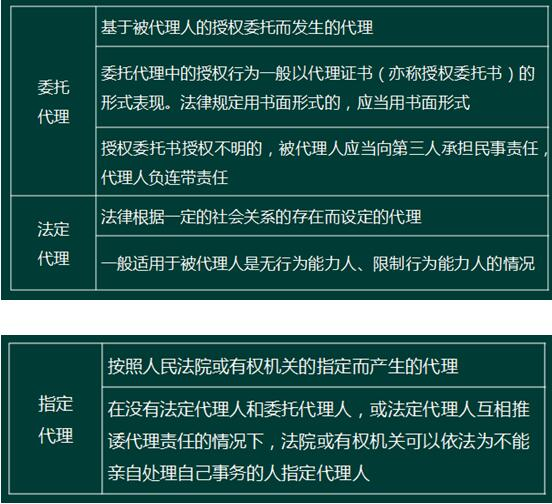 委托
代理
基于被代理人的授权委托而发生的代理
委托代理中的授权行为一般以代理证书（亦称授权委托书）的
形式表现。法律规定用书面形式的，应当用书面形式
授权委托书授权不明的，被代理人应当向第三人承担民事责任，
代理人负连带责任
法定
代理
法律根据一定的社会关系的存在而设定的代理
一般适用于被代理人是无行为能力人、限制行为能力人的情况
指定
代理
按照人民法院或有权机关的指定而产生的代理
在没有法定代理人和委托代理人，或法定代理人互相推
诿代理责任的情况下，法院或有权机关可以依法为不能
亲自处理自己事务的人指定代理人